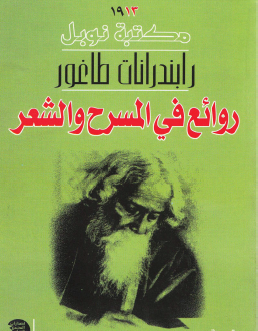 ١٩١٣
مكتبة نوبل
رابندرانات طاغور
روائع في المسرح والشعر